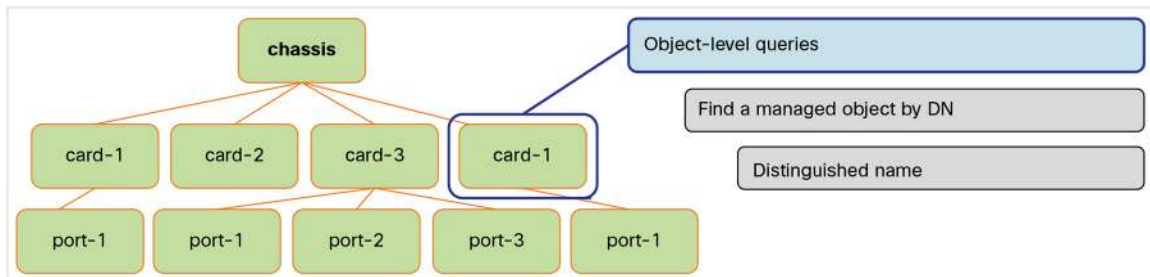 chassis
Object-level queries
Find a managed object by DN
card-1
card-2
card-3
card-1
Distinguished name
port-1
port-1
port-2
port-3
port-1